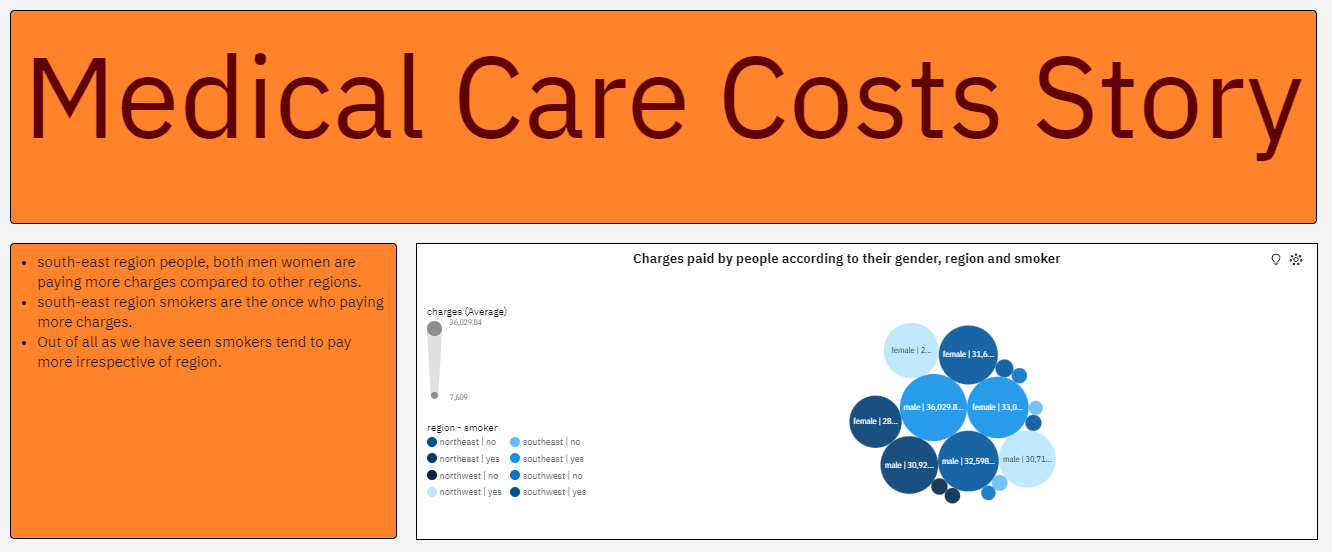 Medical Care Costs Story
• south-east region people, both men women are
paying more charges compared to other regions.
• south-east region smokers are the once who paying
more charges.
• Out of all as we have seen smokers tend to pay
more irrespective of region.
Charges paid by people according to their gender, region and smoker
charges (Average)
36,029.84
7,609
region - smoker
northeast | no
southeast | no
northeast | yes
southeast | yes
northwest | no
southwest | no
northwest | yes
southwest | yes
female | 2...
female | 31,6...
male | 36,029.8...
female | 33,0...
female | 28...
male | 30,92...
male | 32,598...
male | 30,71...